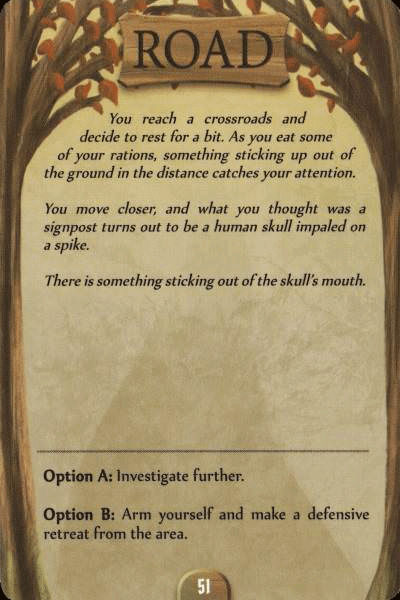 ROAD
You reach a crossroads and
decide to rest for a bit. As you eat some
of your rations, something sticking up out of
the ground in the distance catches your attention.
You move closer, and what you thought was a
signpost turns out to be a human skull impaled on
a spike.
There is something sticking out of the skull's mouth.
Option A: Investigate further.
Option B: Arm yourself and make a defensive
retreat from the area.
51